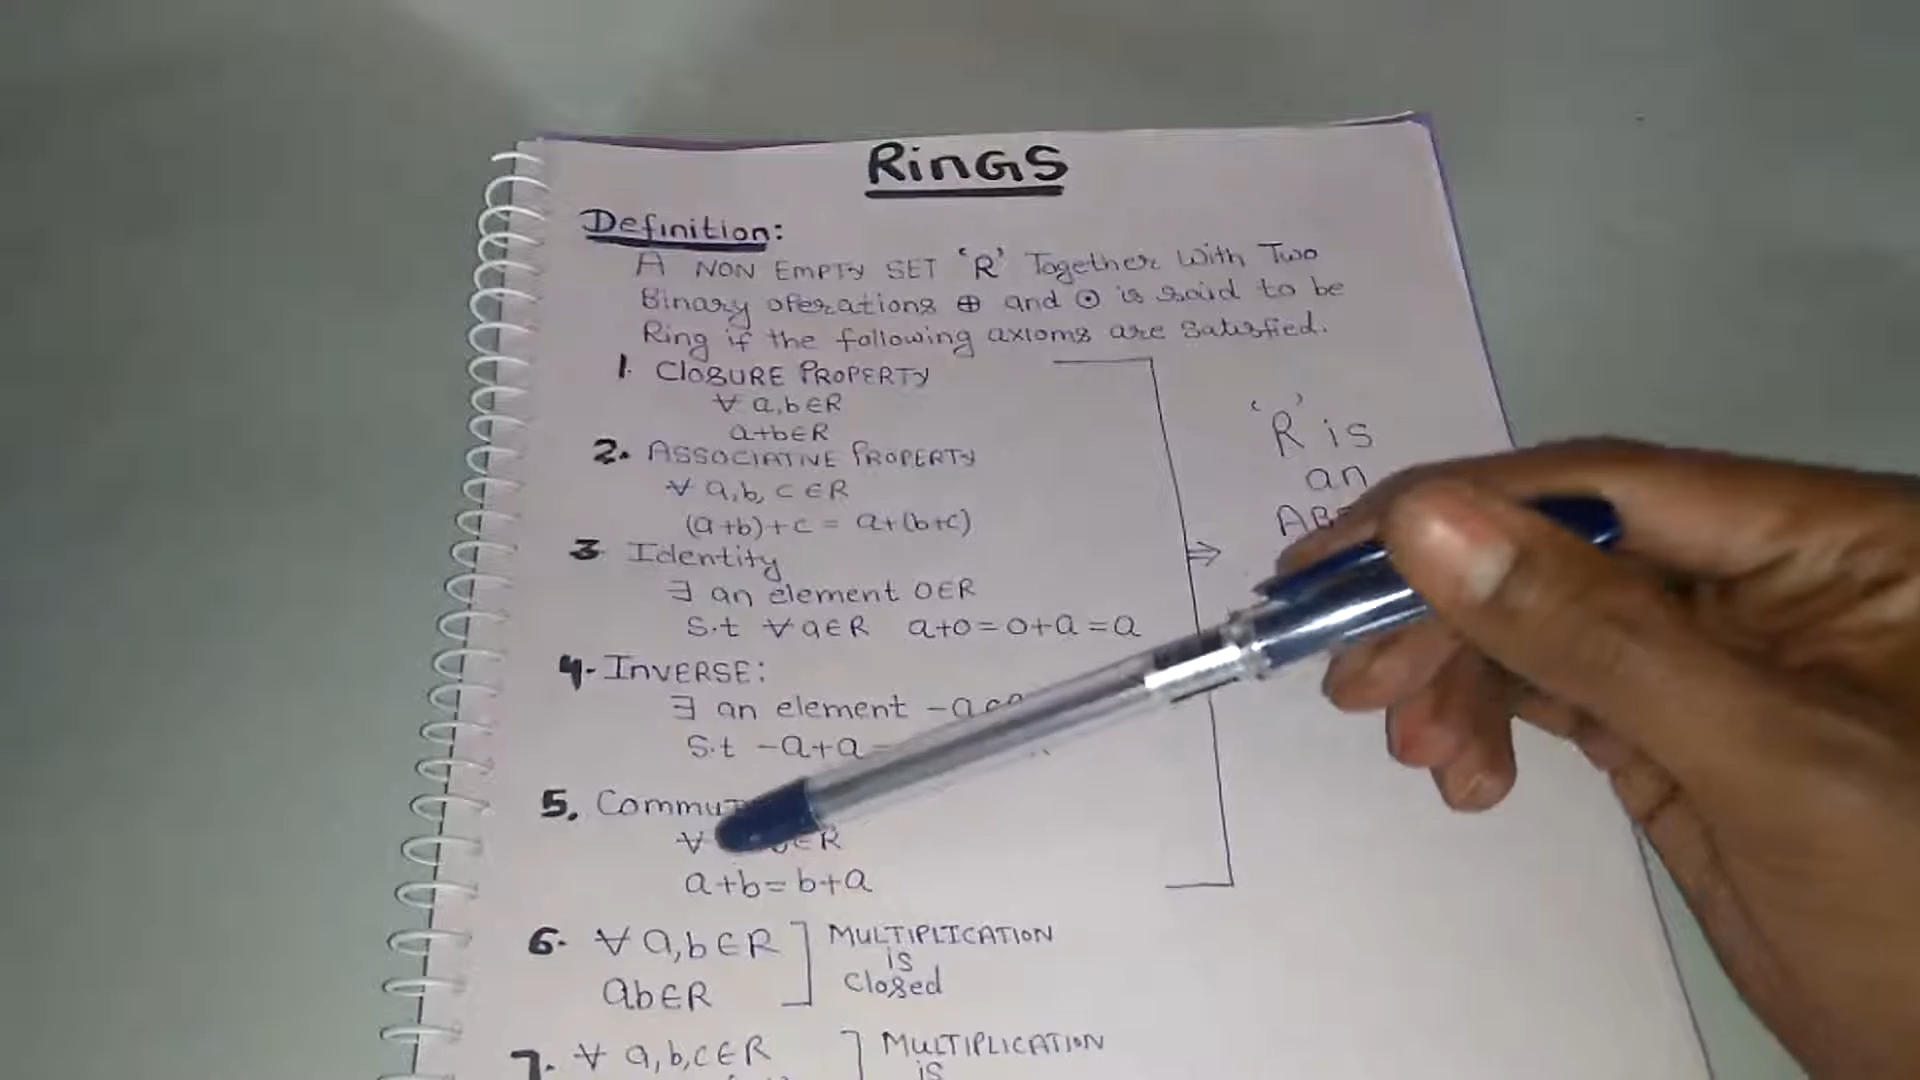 RinGS
Definition:
A NON EMPTY SET 'R' Together With Two
Binary operations ⊕ and ⊙ is said to be
Ring if the following axioms are satisfied.
1. CLOSURE PROPERTY
∀ a,b∈R
a+b∈R
2. ASSOCIATIVE PROPERTY
∀ a,b,c∈R
(a+b)+c = a+(b+c)
3 Identity
∃ an element 0∈R
S.t ∀a∈R a+0=0+a=a
4- INVERSE:
∃ an element -a
S.t -a+a
5. Commut
∀ ∈R
a+b=b+a
⇒
'R' is
an
AB
6- ∀ a,b∈R ] MULTIPLICATION
is
closed
ab∈R
7. ∀ a,b,c∈R ] MULTIPLICATION
is